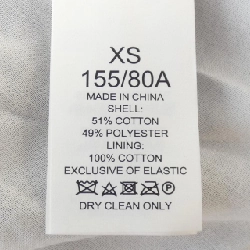 XS
155/80A
MADE IN CHINA
SHELL:
51% COTTON
49% POLYESTER
LINING:
100% COTTON
EXCLUSIVE OF ELASTIC
DRY CLEAN ONLY